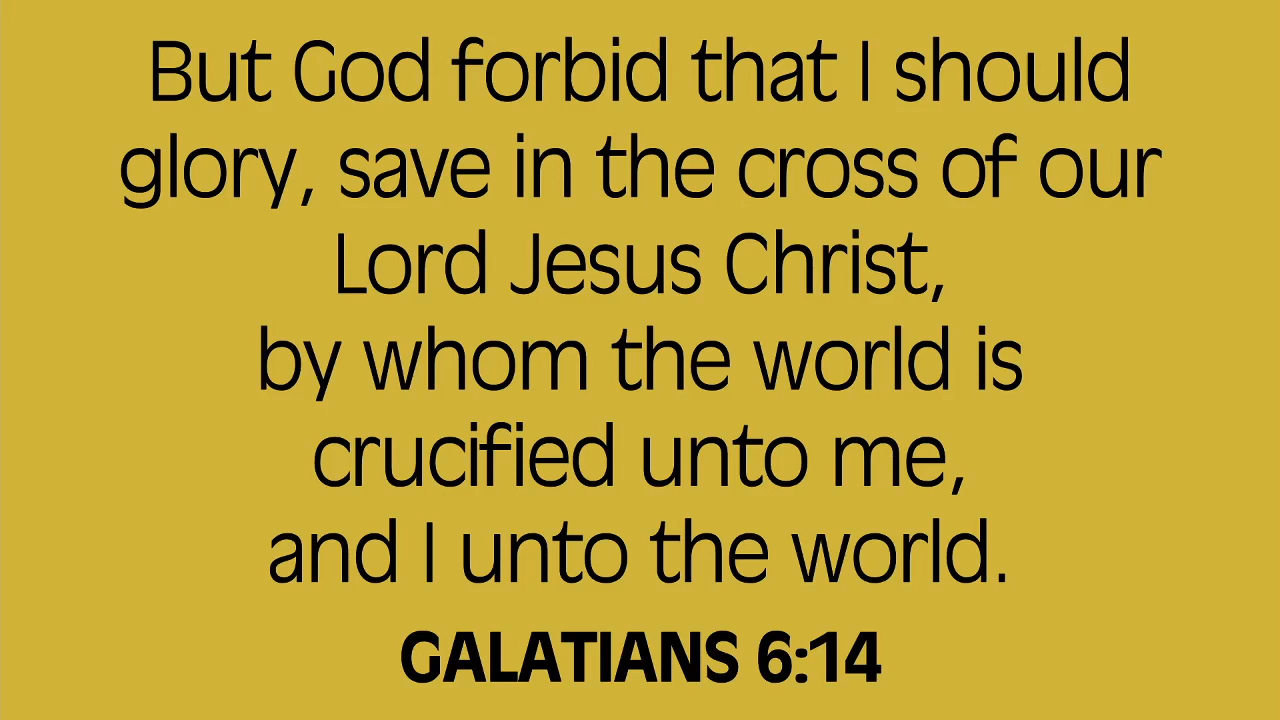 But God forbid that I should
glory, save in the cross of our
Lord Jesus Christ,
by whom the world is
crucified unto me,
and I unto the world.
GALATIANS 6:14